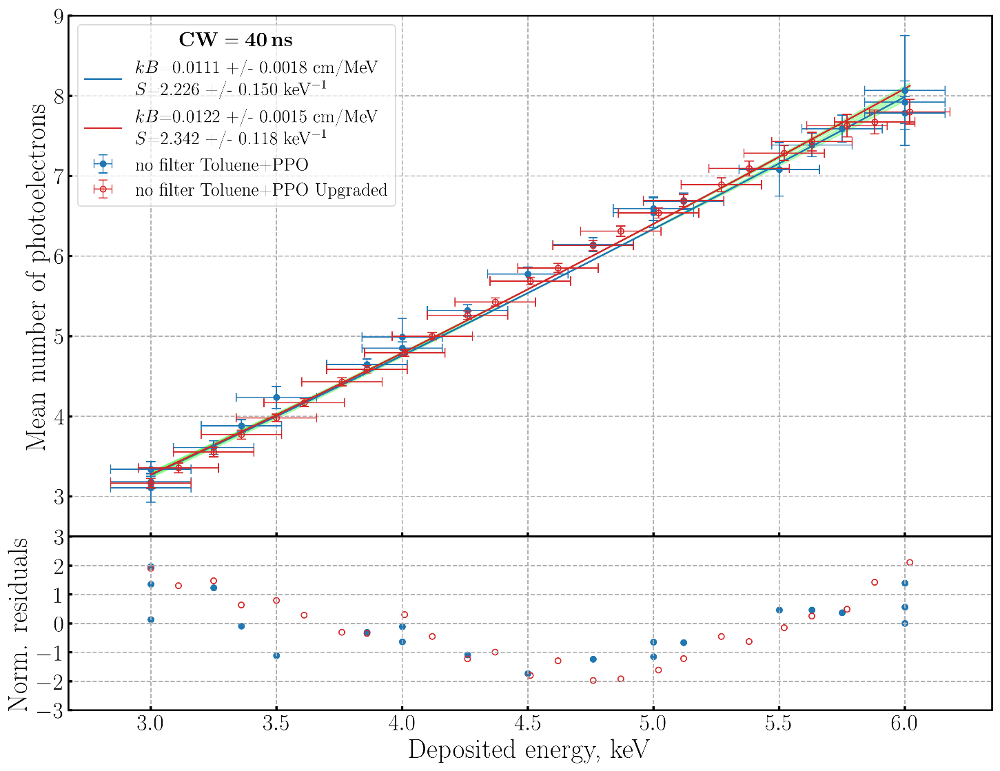 CW = 40 ns
kB=0.0111 +/- 0.0018 cm/MeV
S=2.226 +/- 0.150 keV⁻¹
kB=0.0122 +/- 0.0015 cm/MeV
S=2.342 +/- 0.118 keV⁻¹
no filter Toluene+PPO
no filter Toluene+PPO Upgraded
Mean number of photoelectrons
9
8
7
6
5
4
3
Norm. residuals
3
2
1
0
−1
−2
−3
3.0 3.5 4.0 4.5 5.0 5.5 6.0
Deposited energy, keV